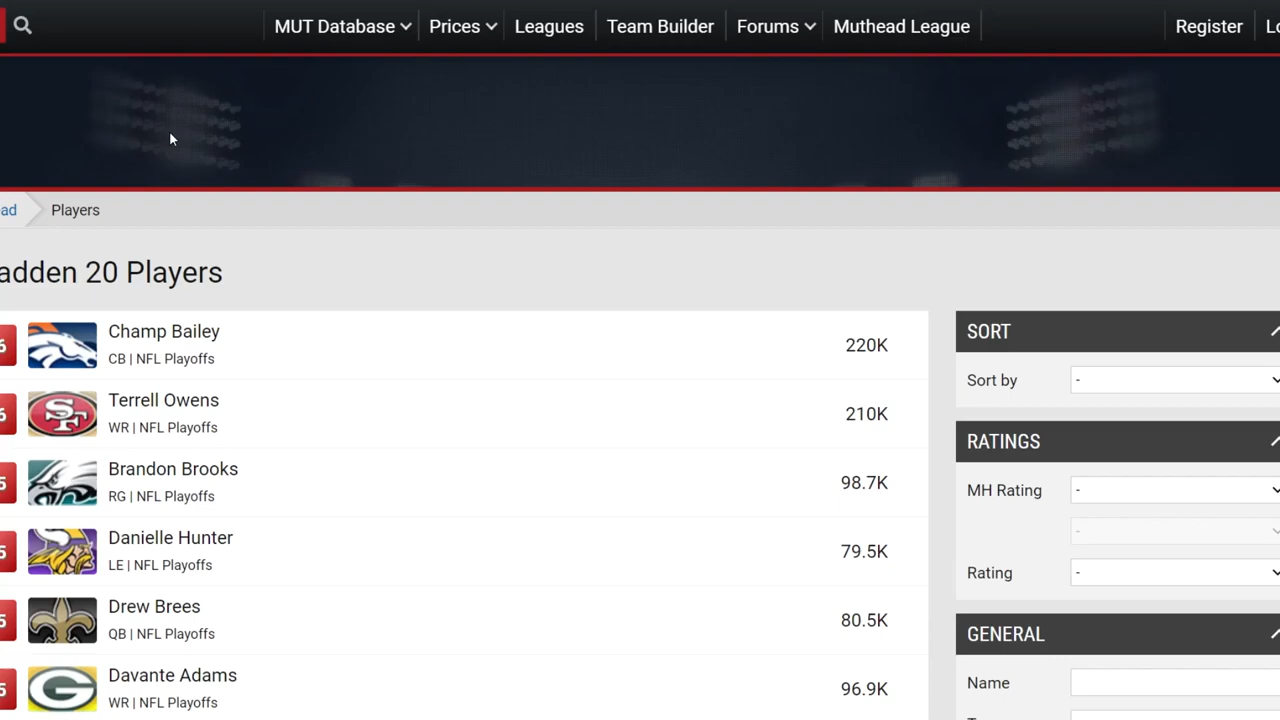 MUT Database Prices Leagues Team Builder Forums Muthead League Register
Players
20 Players
Champ Bailey
CB | NFL Playoffs
220K
Terrell Owens
WR | NFL Playoffs
210K
Brandon Brooks
RG | NFL Playoffs
98.7K
Danielle Hunter
LE | NFL Playoffs
79.5K
Drew Brees
QB | NFL Playoffs
80.5K
Davante Adams
WR | NFL Playoffs
96.9K
SORT
Sort by -
RATINGS
MH Rating -
-
Rating -
GENERAL
Name